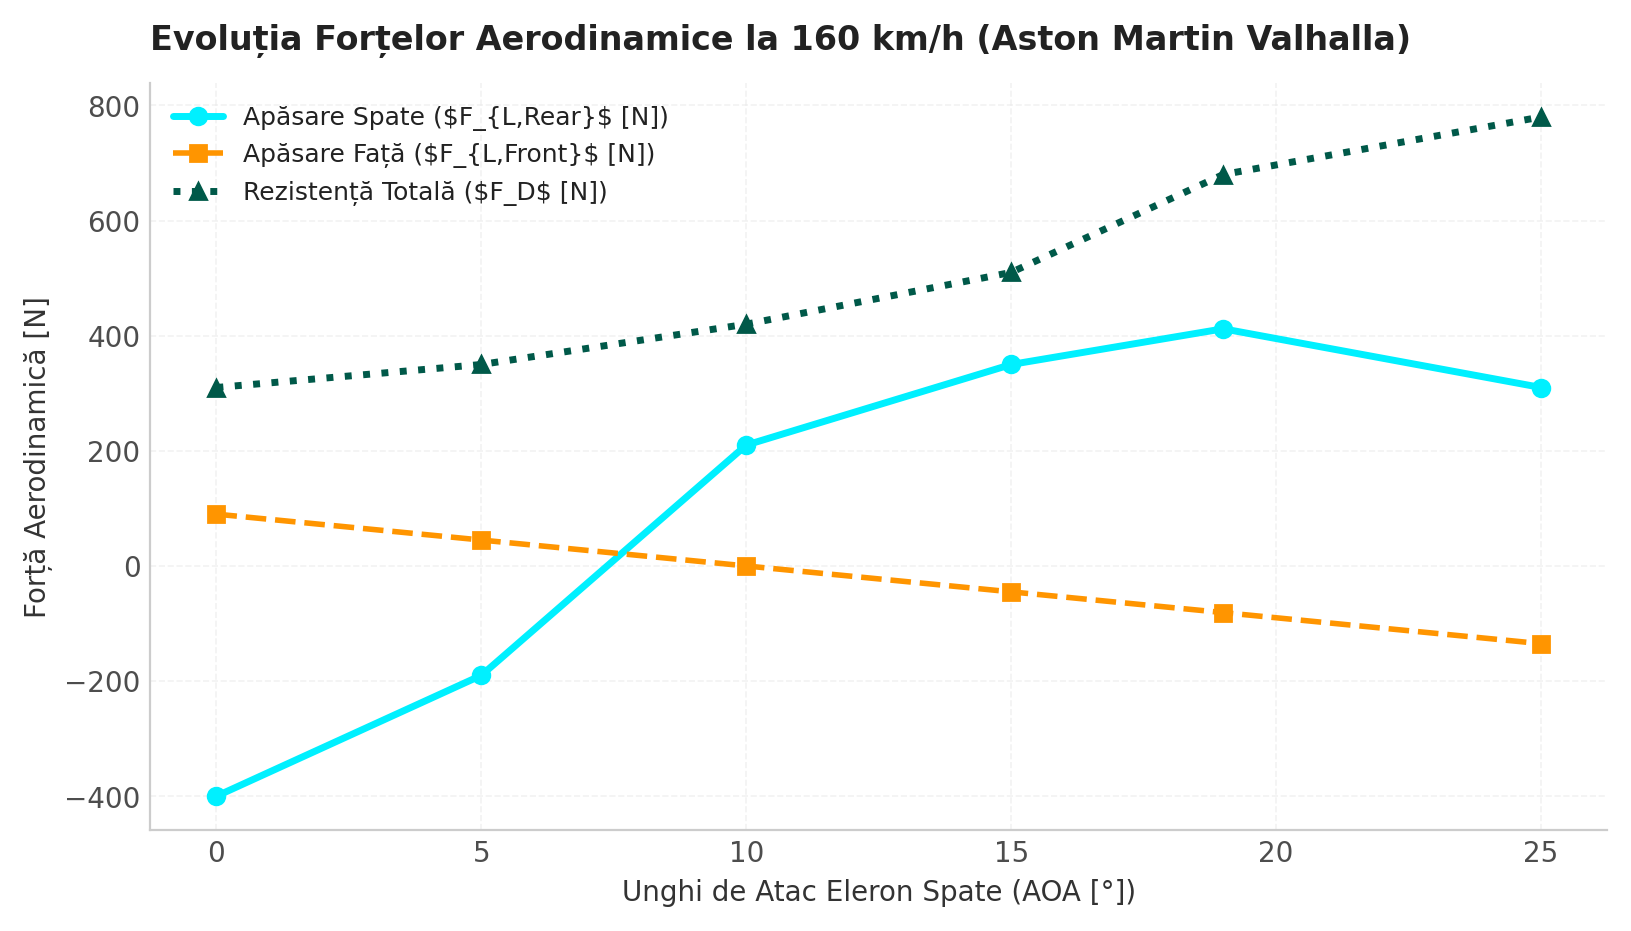 Evoluția Forțelor Aerodinamice la 160 km/h (Aston Martin Valhalla)
Apăsare Spate ($F_{L,Rear}$ [N])
Apăsare Față ($F_{L,Front}$ [N])
Rezistență Totală ($F_D$ [N])
Forță Aerodinamică [N]
800
600
400
200
0
−200
−400
0 5 10 15 20 25
Unghi de Atac Eleron Spate (AOA [°])